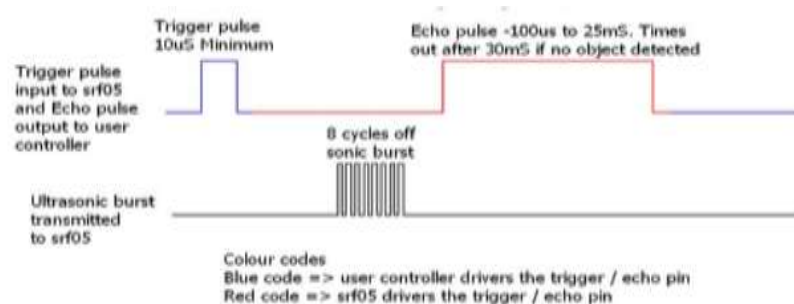 Trigger pulse
10uS Minimum
Echo pulse -100us to 25mS. Times
out after 30mS if no object detected
Trigger pulse
input to srf05
and Echo pulse
output to user
controller
8 cycles off
sonic burst
Ultrasonic burst
transmitted
to srf05
Colour codes
Blue code => user controller drivers the trigger / echo pin
Red code => srf05 drivers the trigger / echo pin